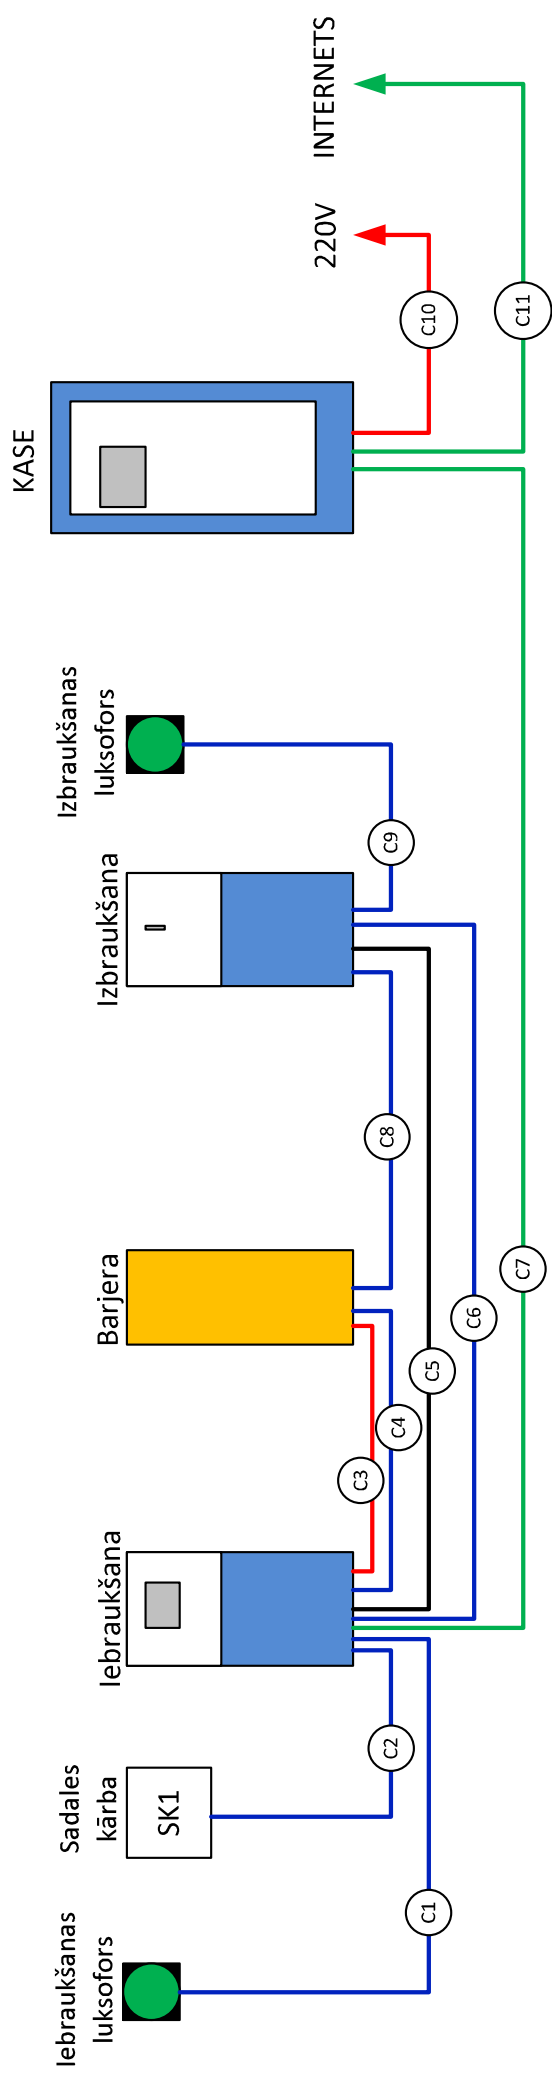 Iebraukšanas
luksofors
Sadales
kārba
SK1
Iebraukšana
Barjera
Izbraukšana
Izbraukšanas
luksofors
KASE
220V
INTERNETS
C1
C2
C3
C4
C5
C6
C7
C8
C9
C10
C11